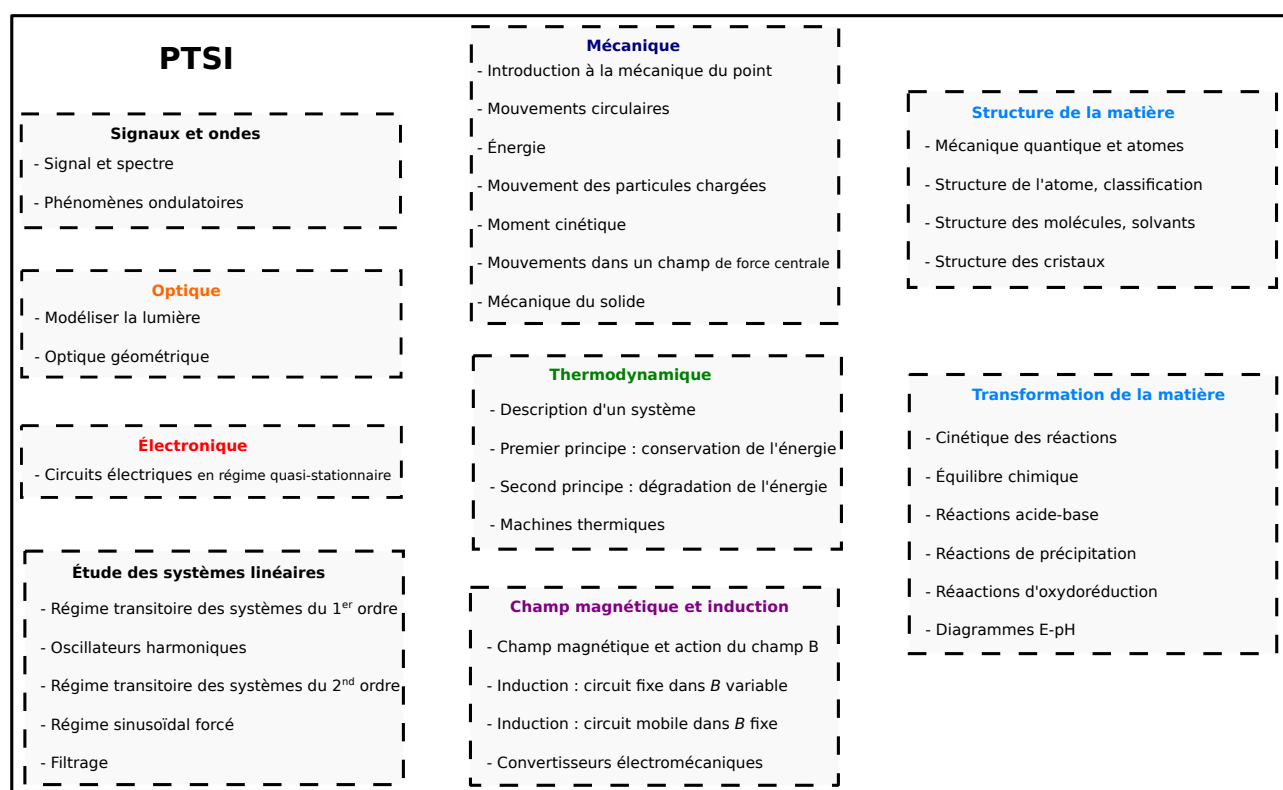 PTSI
Signaux et ondes
- Signal et spectre
- Phénomènes ondulatoires
Optique
- Modéliser la lumière
- Optique géométrique
Électronique
- Circuits électriques en régime quasi-stationnaire
Étude des systèmes linéaires
- Régime transitoire des systèmes du 1er ordre
- Oscillateurs harmoniques
- Régime transitoire des systèmes du 2nd ordre
- Régime sinusoïdal forcé
- Filtrage
Mécanique
- Introduction à la mécanique du point
- Mouvements circulaires
- Énergie
- Mouvement des particules chargées
- Moment cinétique
- Mouvements dans un champ de force centrale
- Mécanique du solide
Thermodynamique
- Description d'un système
- Premier principe : conservation de l'énergie
- Second principe : dégradation de l'énergie
- Machines thermiques
Champ magnétique et induction
- Champ magnétique et action du champ B
- Induction : circuit fixe dans B variable
- Induction : circuit mobile dans B fixe
- Convertisseurs électromécaniques
Structure de la matière
- Mécanique quantique et atomes
- Structure de l'atome, classification
- Structure des molécules, solvants
- Structure des cristaux
Transformation de la matière
- Cinétique des réactions
- Équilibre chimique
- Réactions acide-base
- Réactions de précipitation
- Réaactions d'oxydoréduction
- Diagrammes E-pH